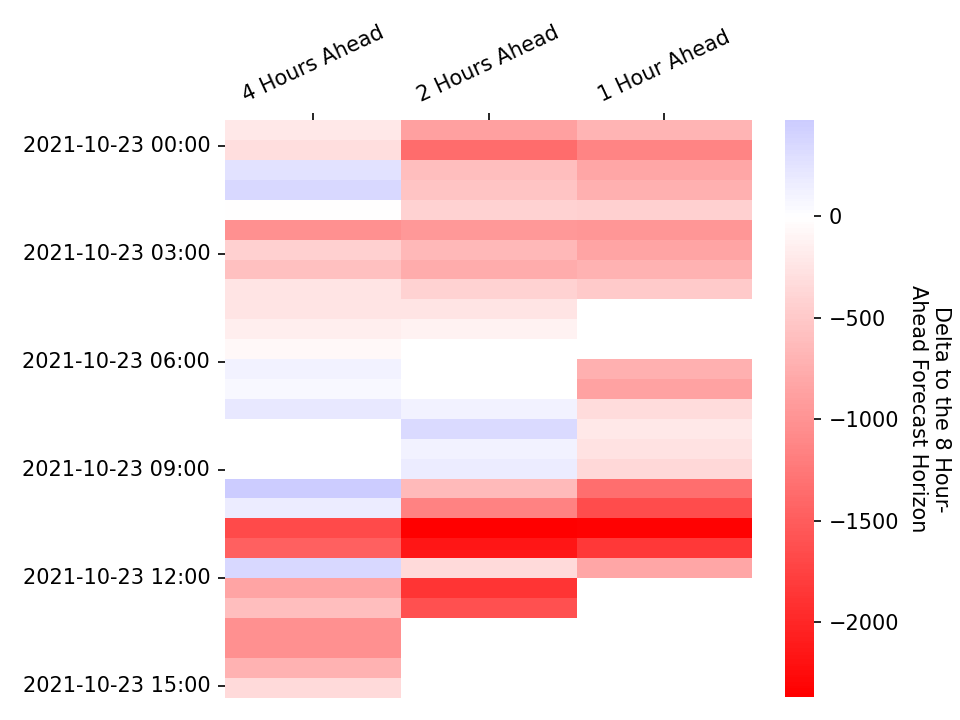 4 Hours Ahead
2 Hours Ahead
1 Hour Ahead
2021-10-23 00:00
2021-10-23 03:00
2021-10-23 06:00
2021-10-23 09:00
2021-10-23 12:00
2021-10-23 15:00
0
−500
−1000
−1500
−2000
Delta to the 8 Hour-
Ahead Forecast Horizon